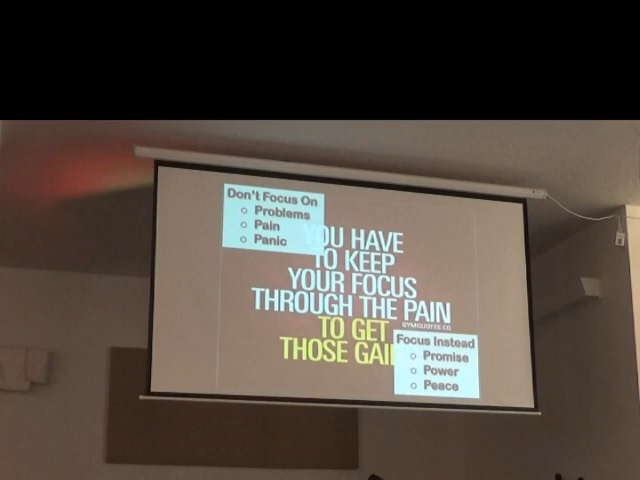 Don't Focus On
○ Problems
○ Pain
○ Panic
YOU HAVE
TO KEEP
YOUR FOCUS
THROUGH THE PAIN
TO GET
THOSE GAI
GYMQUOTES.CO
Focus Instead
○ Promise
○ Power
○ Peace